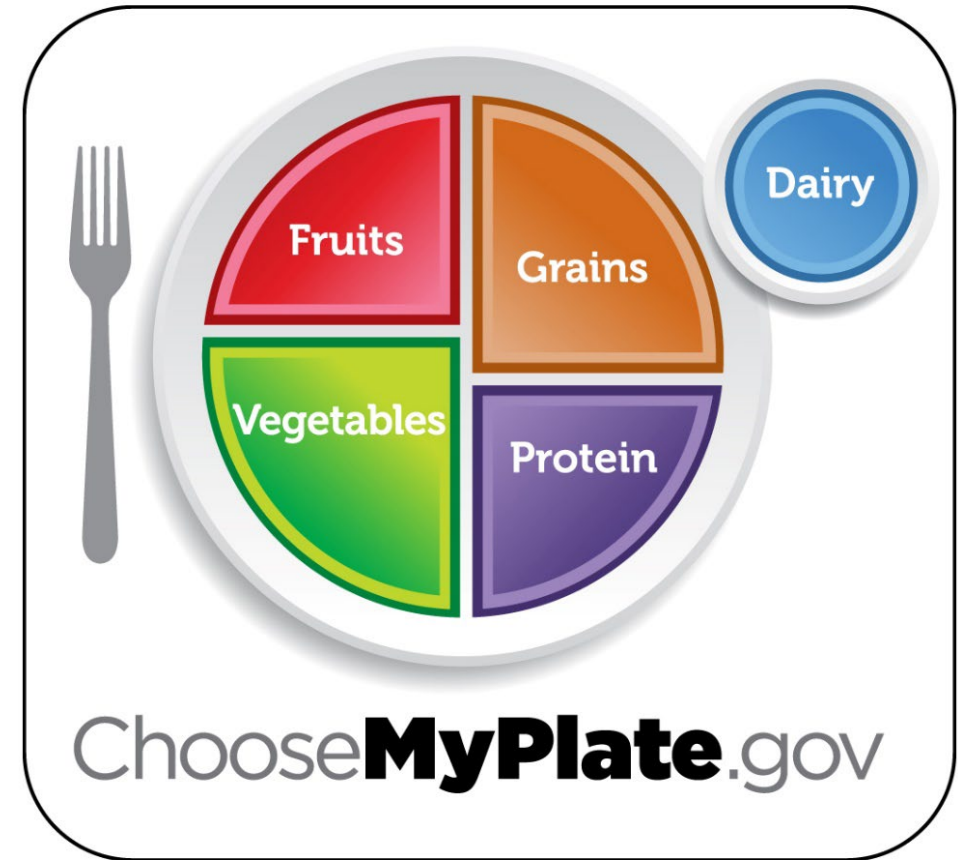 Dairy
Fruits
Grains
Vegetables
Protein
ChooseMyPlate.gov